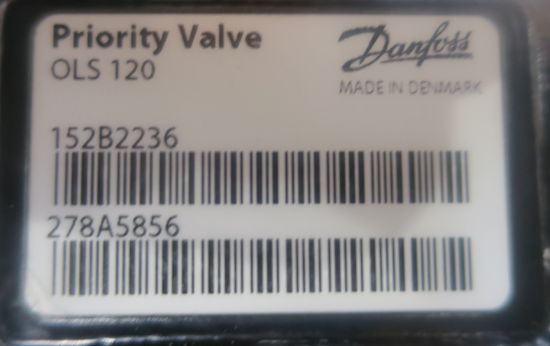 Priority Valve
OLS 120
Danfoss
MADE IN DENMARK
152B2236
278A5856